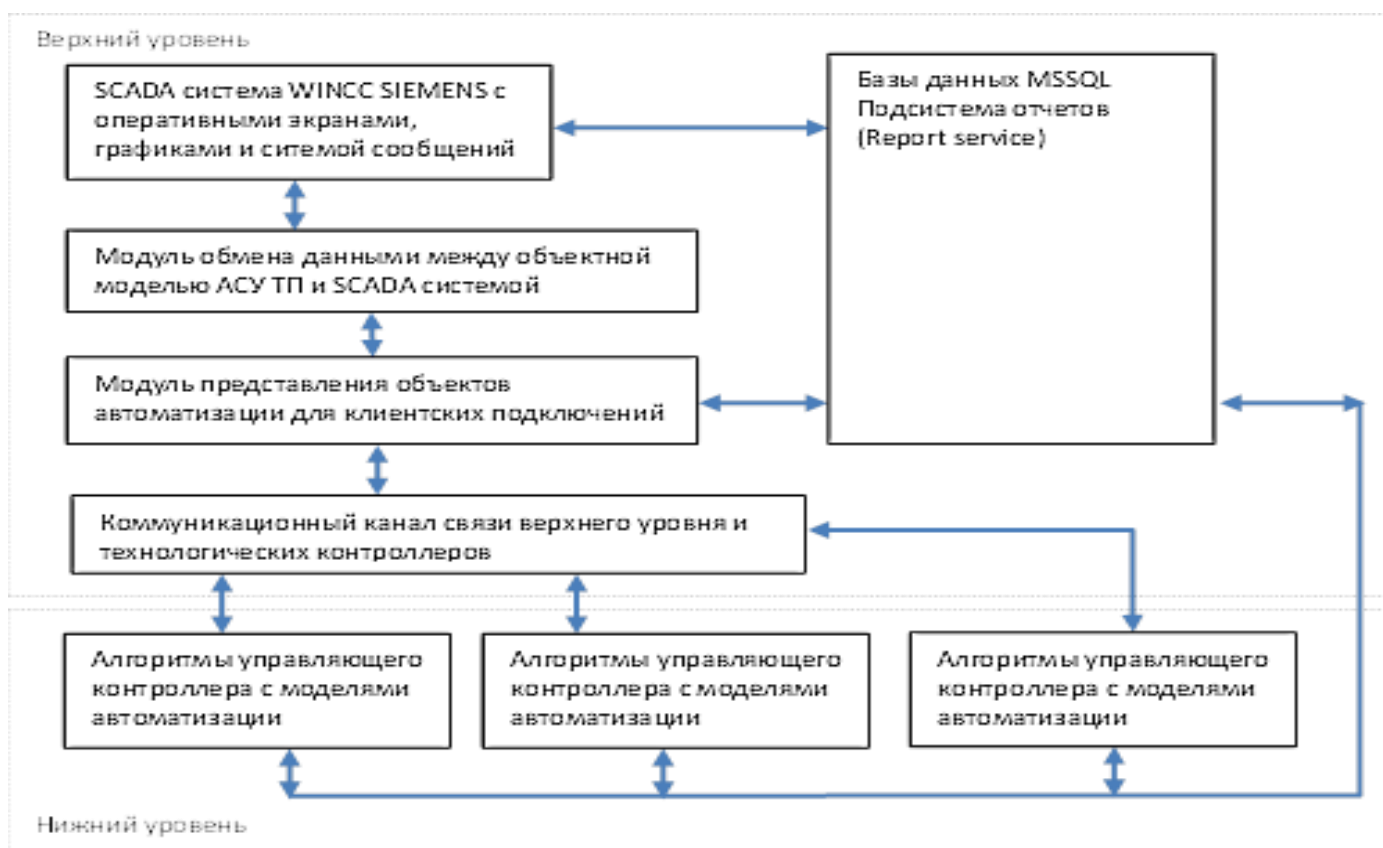 Верхний уровень
SCADA система WINCC SIEMENS с
оперативными экранами,
графиками и ситемой сообщений
Базы данных MSSQL
Подсистема отчетов
(Report service)
Модуль обмена данными между объектной
моделью АСУ ТП и SCADA системой
Модуль представления объектов
автоматизации для клиентских подключений
Коммуникационный канал связи верхнего уровня и
технологических контроллеров
Алгоритмы управляющего
контроллера с моделями
автоматизации
Алгоритмы управляющего
контроллера с моделями
автоматизации
Алгоритмы управляющего
контроллера с моделями
автоматизации
Нижний уровень